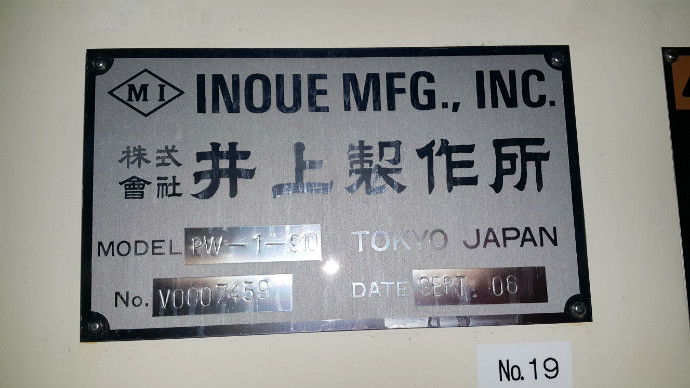 MI INOUE MFG., INC.
株式會社 井上製作所
MODEL PW-1-910 TOKYO JAPAN
No. V0007459 DATE SEPT. 06
No.19